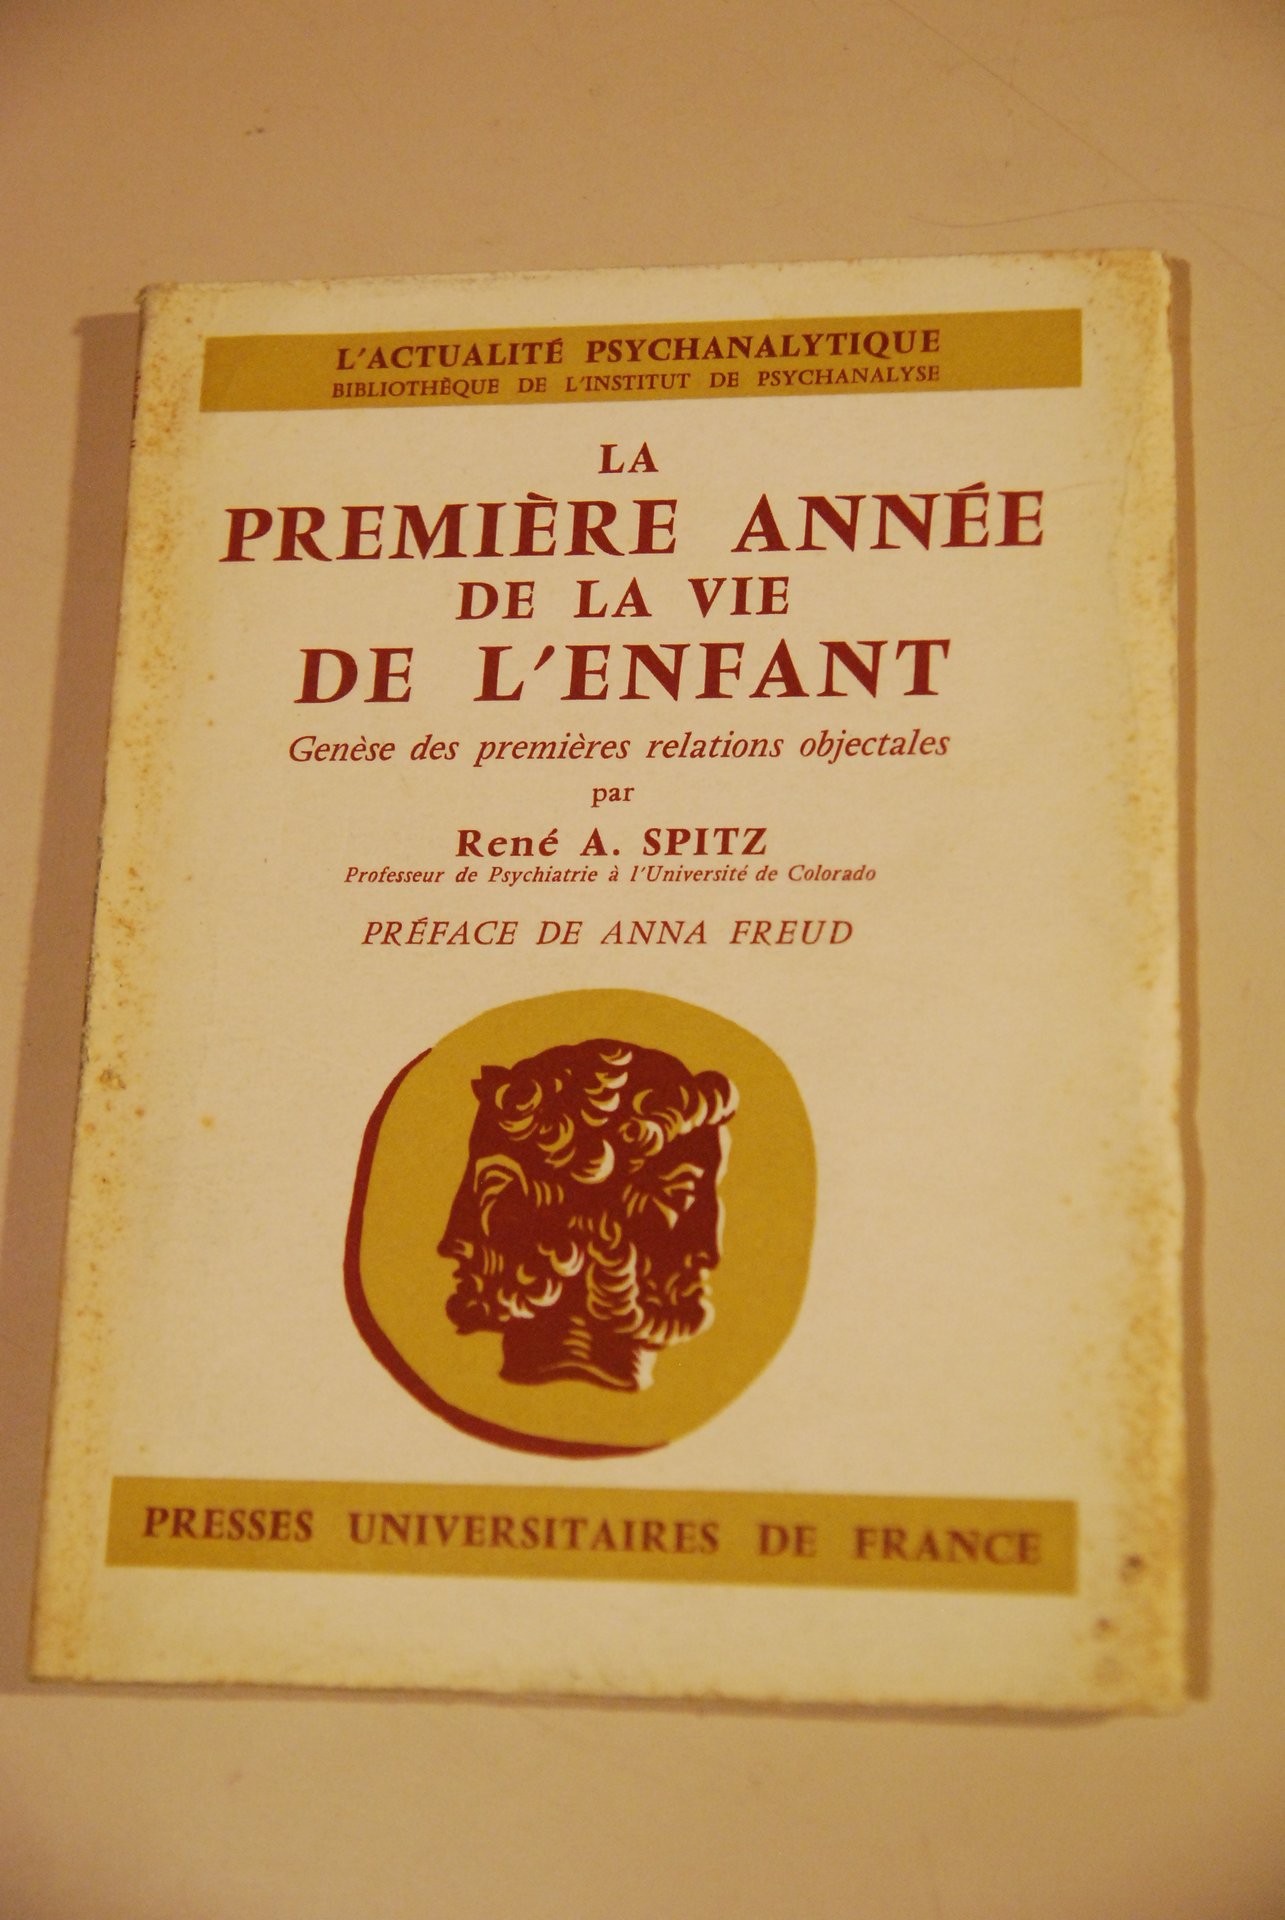 L'ACTUALITÉ PSYCHANALYTIQUE
BIBLIOTHÈQUE DE L'INSTITUT DE PSYCHANALYSE
LA
PREMIÈRE ANNÉE
DE LA VIE
DE L'ENFANT
Genèse des premières relations objectales
par
René A. SPITZ
Professeur de Psychiatrie à l'Université de Colorado
PRÉFACE DE ANNA FREUD
PRESSES UNIVERSITAIRES DE FRANCE